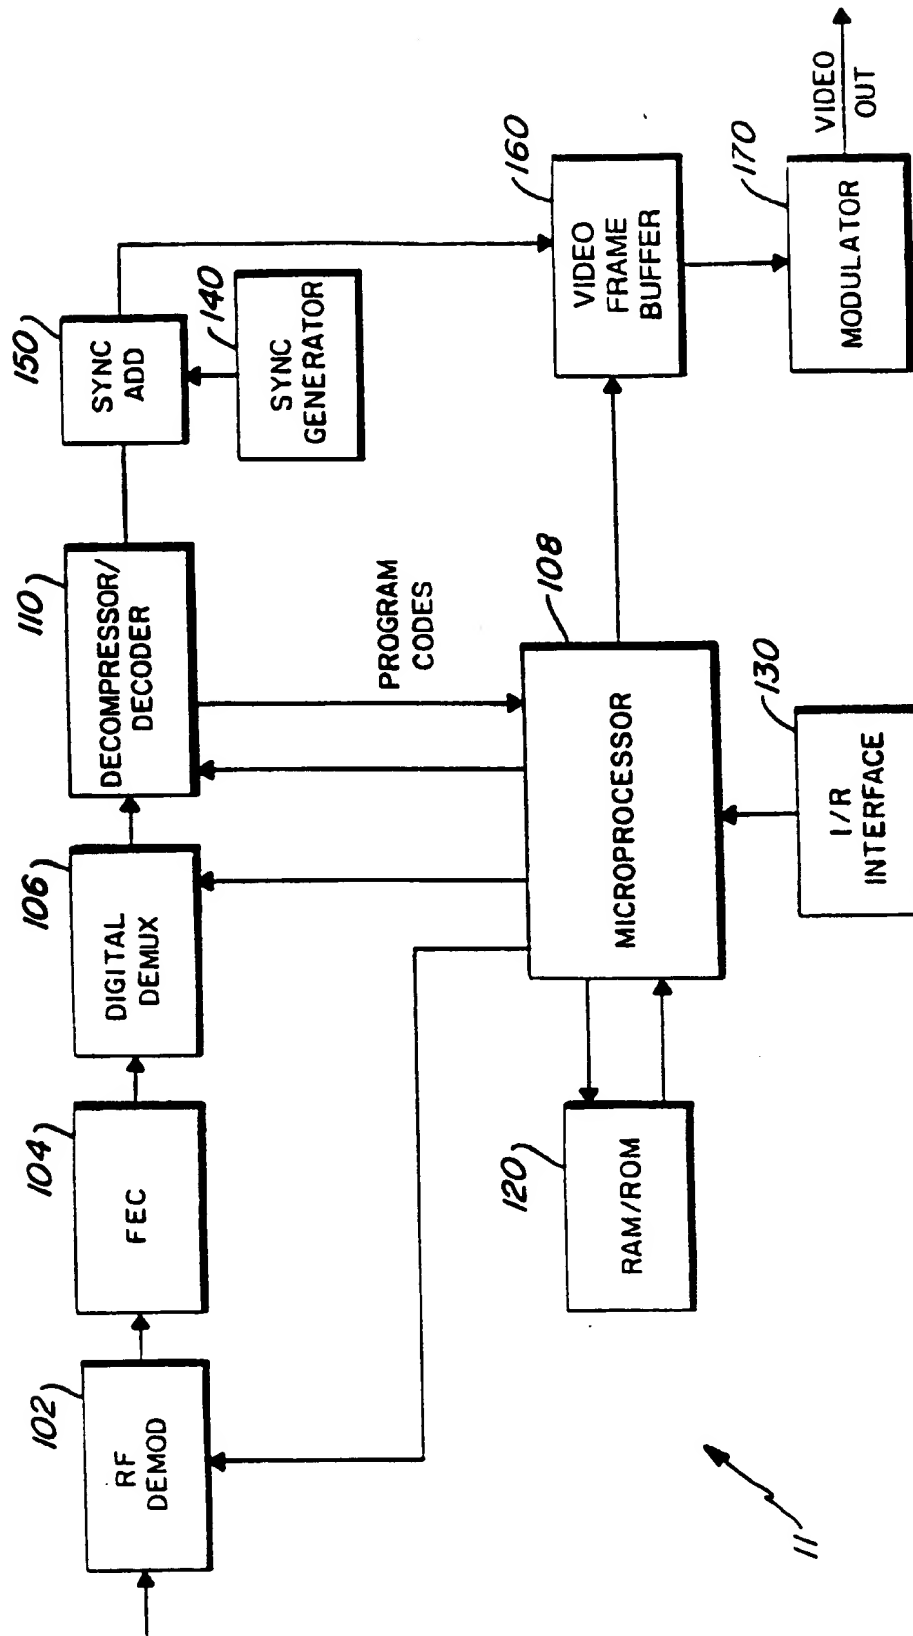 102
RF
DEMOD
104
FEC
106
DIGITAL
DEMUX
110
DECOMPRESSOR/
DECODER
150
SYNC
ADD
140
SYNC
GENERATOR
PROGRAM
CODES
120
RAM/ROM
108
MICROPROCESSOR
160
VIDEO
FRAME
BUFFER
130
I/R
INTERFACE
170
MODULATOR
VIDEO
OUT
11